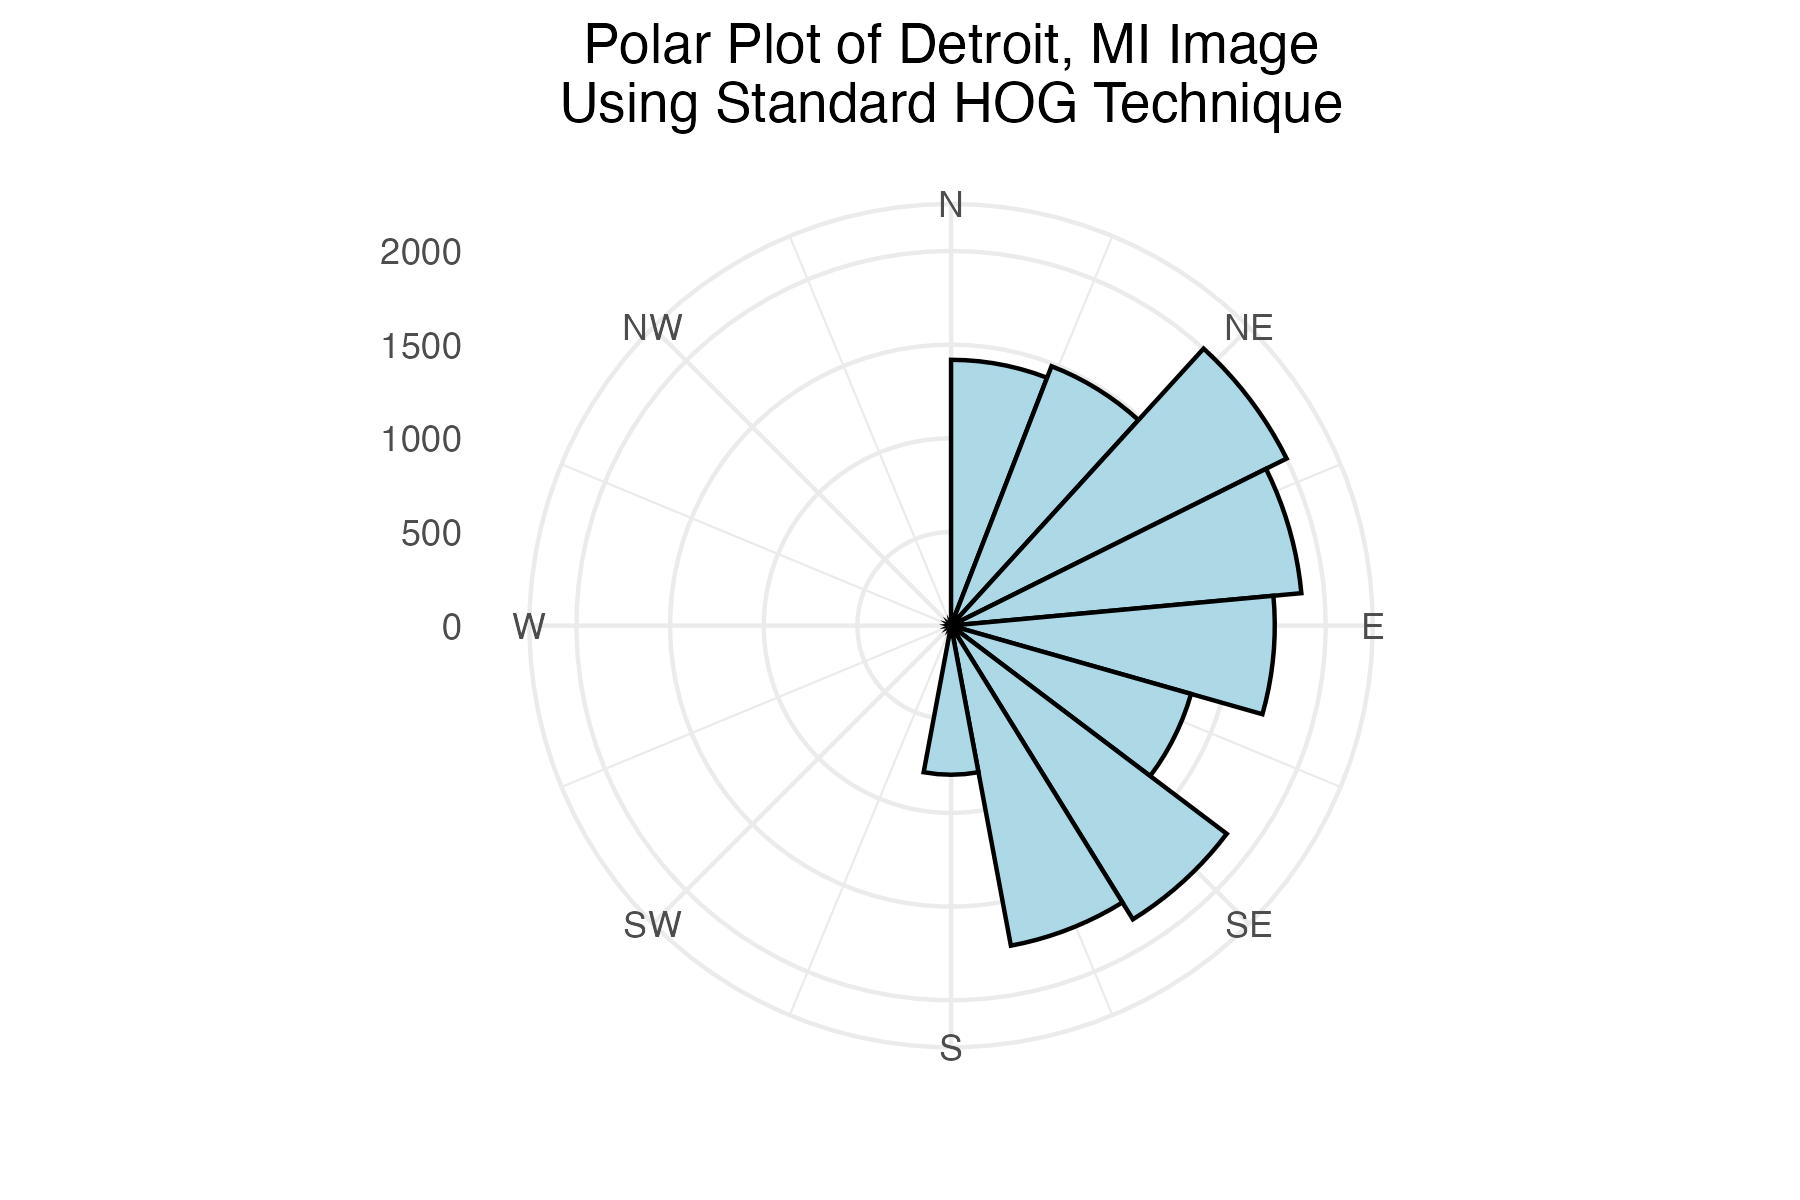 Polar Plot of Detroit, MI Image
Using Standard HOG Technique
N
2000
NW
NE
1500
1000
500
0
W
E
SW
SE
S